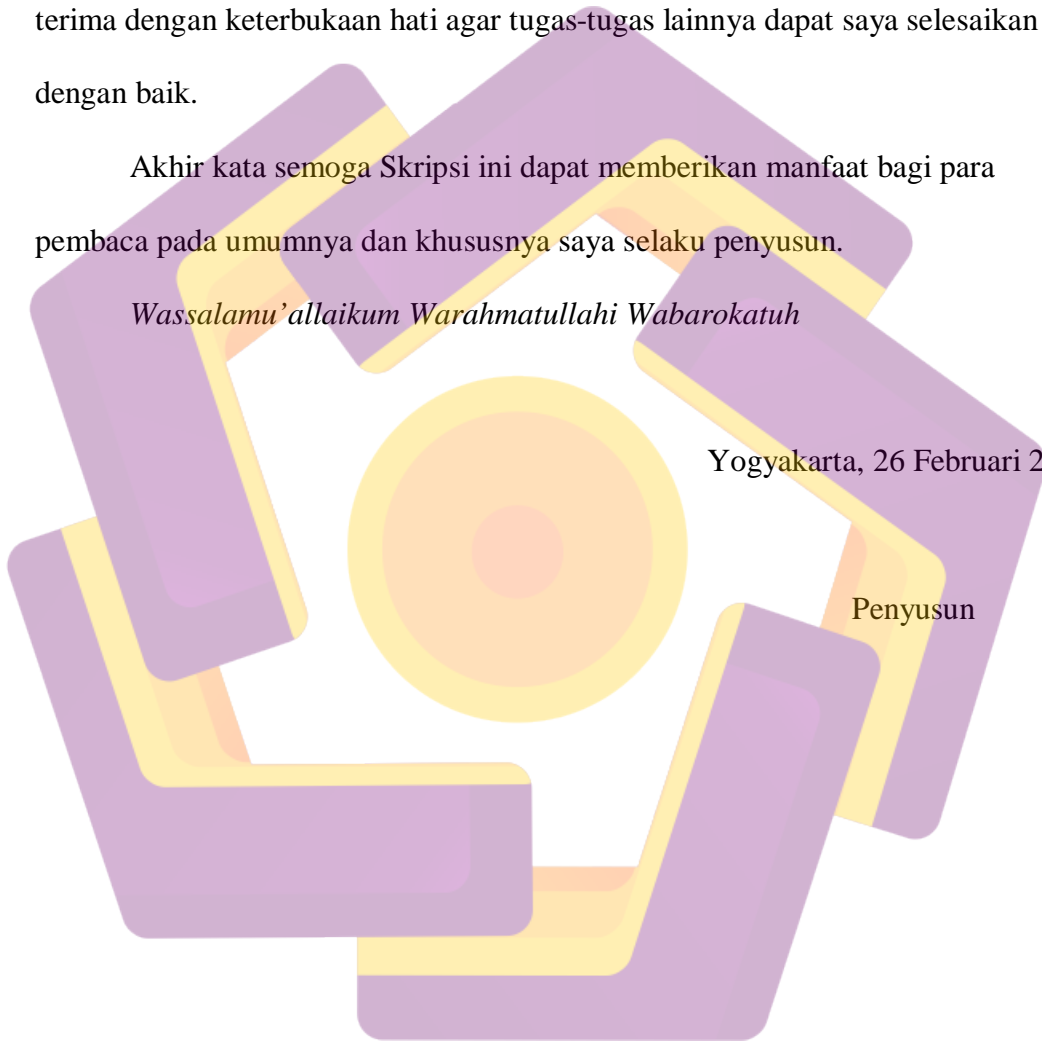 terima dengan keterbukaan hati agar tugas-tugas lainnya dapat saya selesaikan
dengan baik.
Akhir kata semoga Skripsi ini dapat memberikan manfaat bagi para
pembaca pada umumnya dan khususnya saya selaku penyusun.
Wassalamu’allaikum Warahmatullahi Wabarokatuh
Yogyakarta, 26 Februari 2
Penyusun